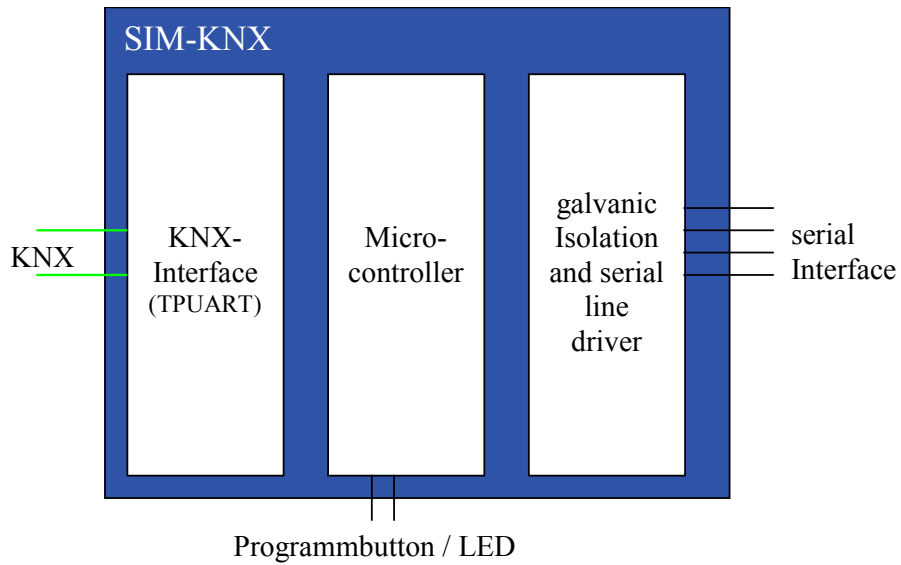 SIM-KNX
KNX
KNX-
Interface
(TPUART)
Micro-
controller
galvanic
Isolation
and serial
line
driver
serial
Interface
Programmbutton / LED